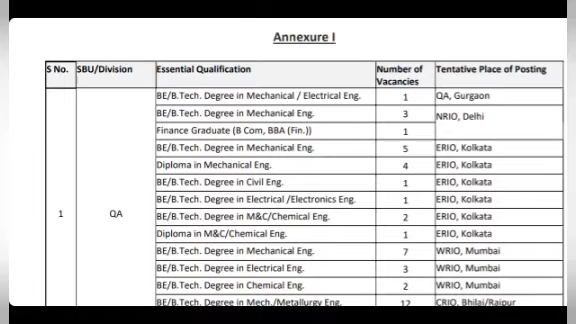 Annexure I
S No. SBU/Division Essential Qualification Number of Vacancies Tentative Place of Posting
BE/B.Tech. Degree in Mechanical / Electrical Eng. 1 QA, Gurgaon
BE/B.Tech. Degree in Mechanical Eng. 3 NRIO, Delhi
Finance Graduate (B Com, BBA (Fin.)) 1
BE/B.Tech. Degree in Mechanical Eng. 5 ERIO, Kolkata
Diploma in Mechanical Eng. 4 ERIO, Kolkata
BE/B.Tech. Degree in Civil Eng. 1 ERIO, Kolkata
BE/B.Tech. Degree in Electrical /Electronics Eng. 1 ERIO, Kolkata
1 QA BE/B.Tech. Degree in M&C/Chemical Eng. 2 ERIO, Kolkata
Diploma in M&C/Chemical Eng. 1 ERIO, Kolkata
BE/B.Tech. Degree in Mechanical Eng. 7 WRIO, Mumbai
BE/B.Tech. Degree in Electrical Eng. 3 WRIO, Mumbai
BE/B.Tech. Degree in Chemical Eng. 2 WRIO, Mumbai
BE/B.Tech. Degree in Mech./Metallurgy Eng. 12 CRIO, Bhilai/Raipur